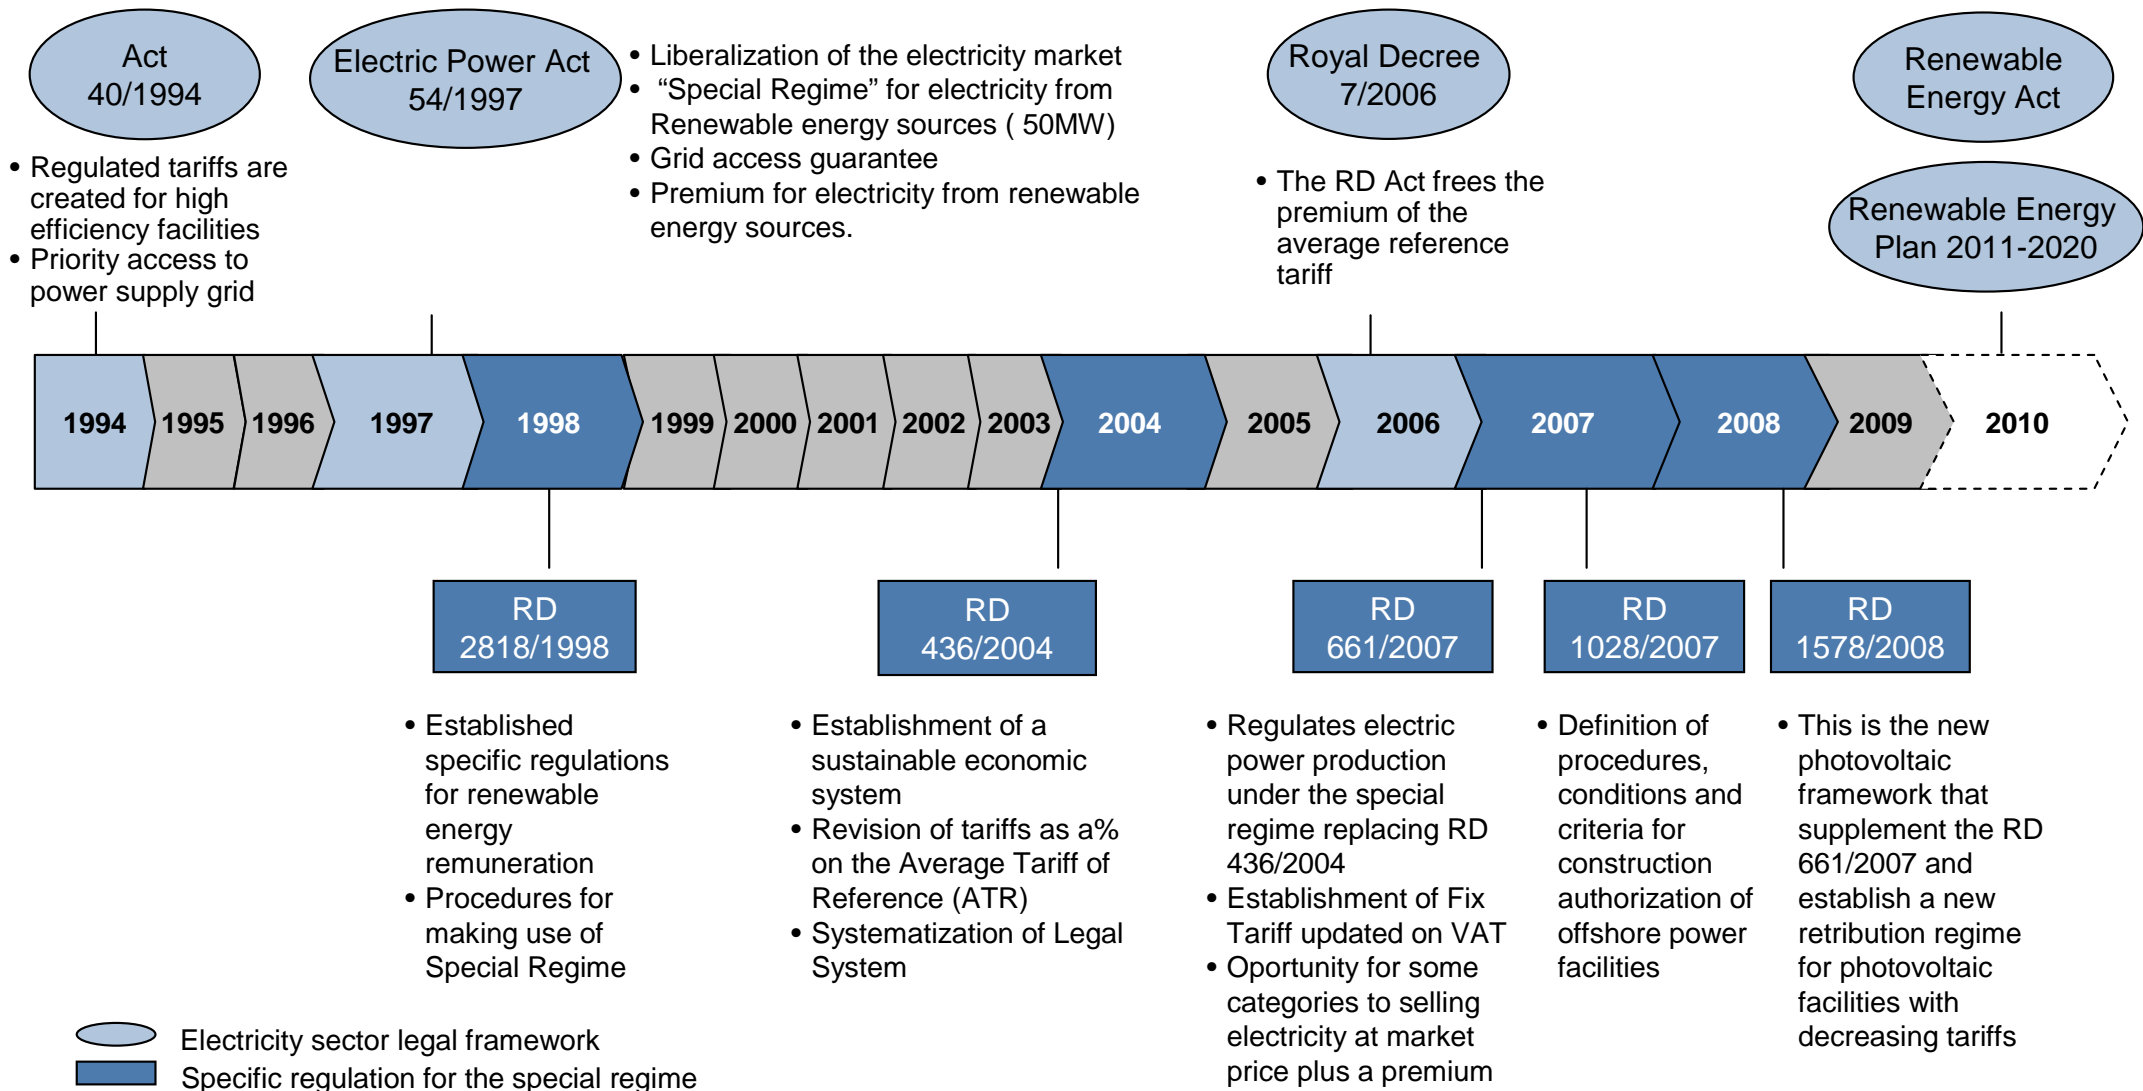 Act
40/1994
• Regulated tariffs are
created for high
efficiency facilities
• Priority access to
power supply grid
Electric Power Act
54/1997
• Liberalization of the electricity market
• “Special Regime” for electricity from
Renewable energy sources ( 50MW)
• Grid access guarantee
• Premium for electricity from renewable
energy sources.
Royal Decree
7/2006
• The RD Act frees the
premium of the
average reference
tariff
Renewable
Energy Act
Renewable Energy
Plan 2011-2020
1994 1995 1996 1997 1998 1999 2000 2001 2002 2003 2004 2005 2006 2007 2008 2009 2010
RD
2818/1998
• Established
specific regulations
for renewable
energy
remuneration
• Procedures for
making use of
Special Regime
RD
436/2004
• Establishment of a
sustainable economic
system
• Revision of tariffs as a%
on the Average Tariff of
Reference (ATR)
• Systematization of Legal
System
RD
661/2007
• Regulates electric
power production
under the special
regime replacing RD
436/2004
• Establishment of Fix
Tariff updated on VAT
• Oportunity for some
categories to selling
electricity at market
price plus a premium
RD
1028/2007
• Definition of
procedures,
conditions and
criteria for
construction
authorization of
offshore power
facilities
RD
1578/2008
• This is the new
photovoltaic
framework that
supplement the RD
661/2007 and
establish a new
retribution regime
for photovoltaic
facilities with
decreasing tariffs
Electricity sector legal framework
Specific regulation for the special regime